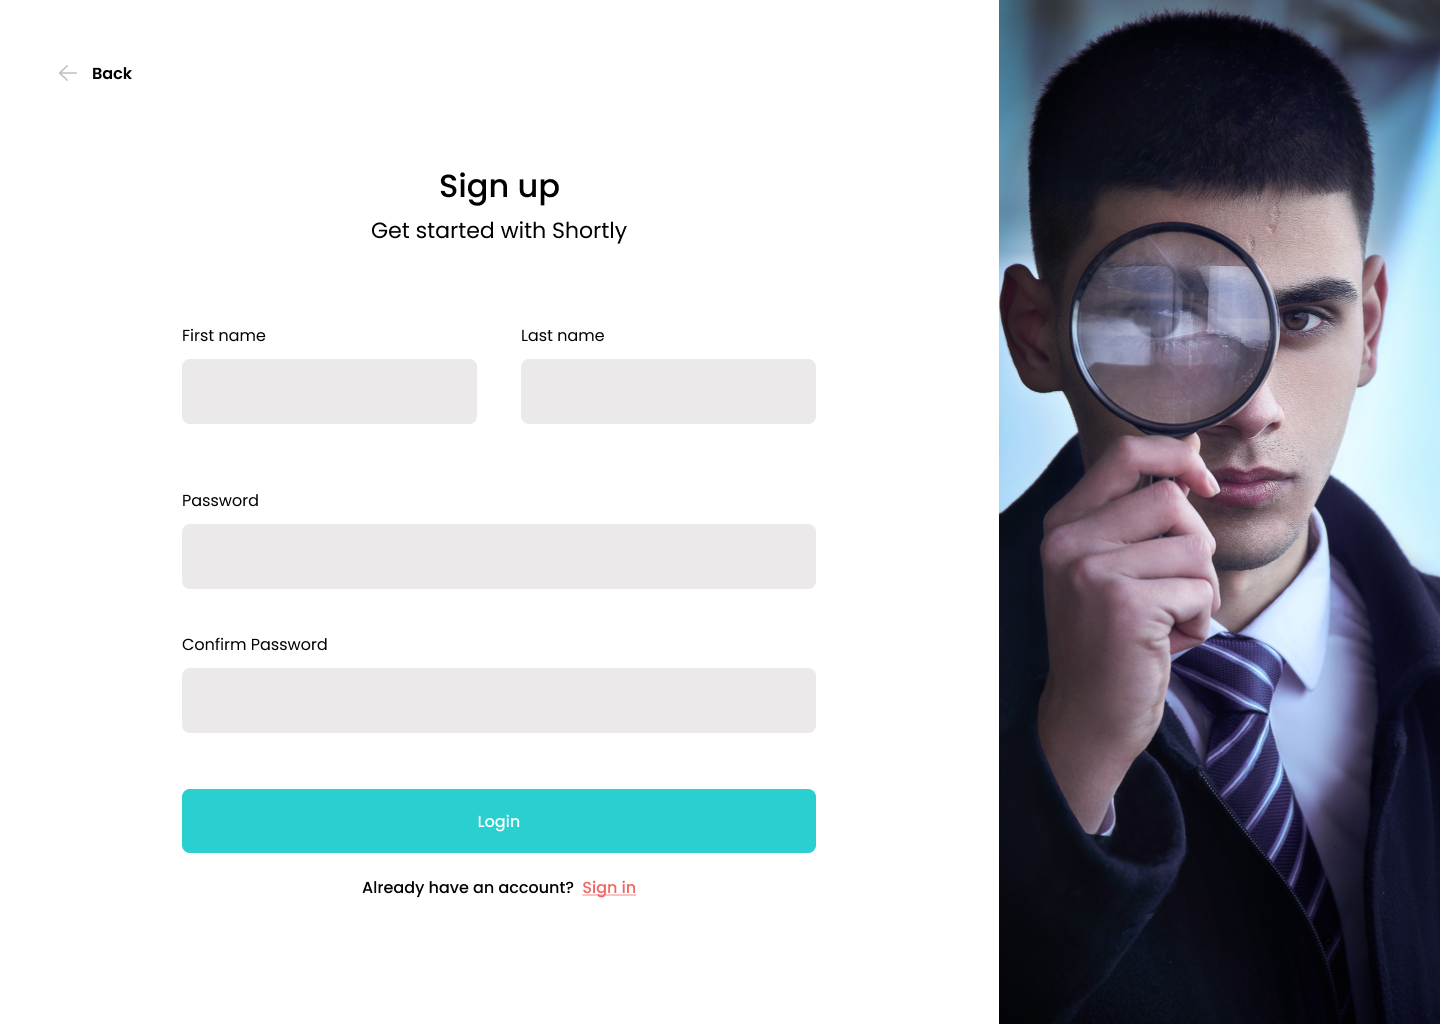 Back
Sign up
Get started with Shortly
First name
Last name
Password
Confirm Password
Login
Already have an account? Sign in